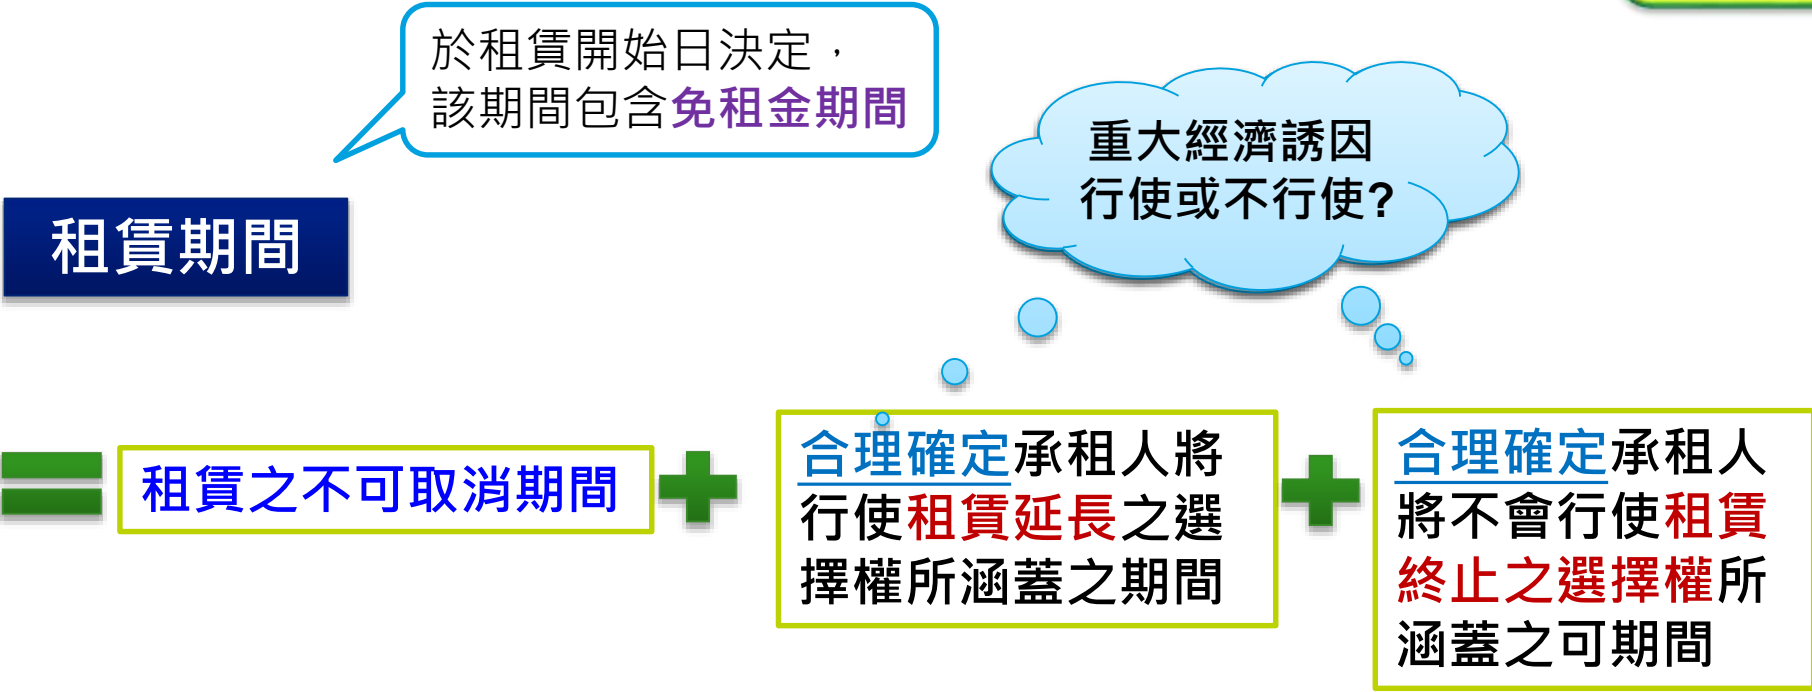 於租賃開始日決定，
該期間包含免租金期間
重大經濟誘因
行使或不行使?
租賃期間
租賃之不可取消期間
合理確定承租人將
行使租賃延長之選
擇權所涵蓋之期間
合理確定承租人
將不會行使租賃
終止之選擇權所
涵蓋之可期間